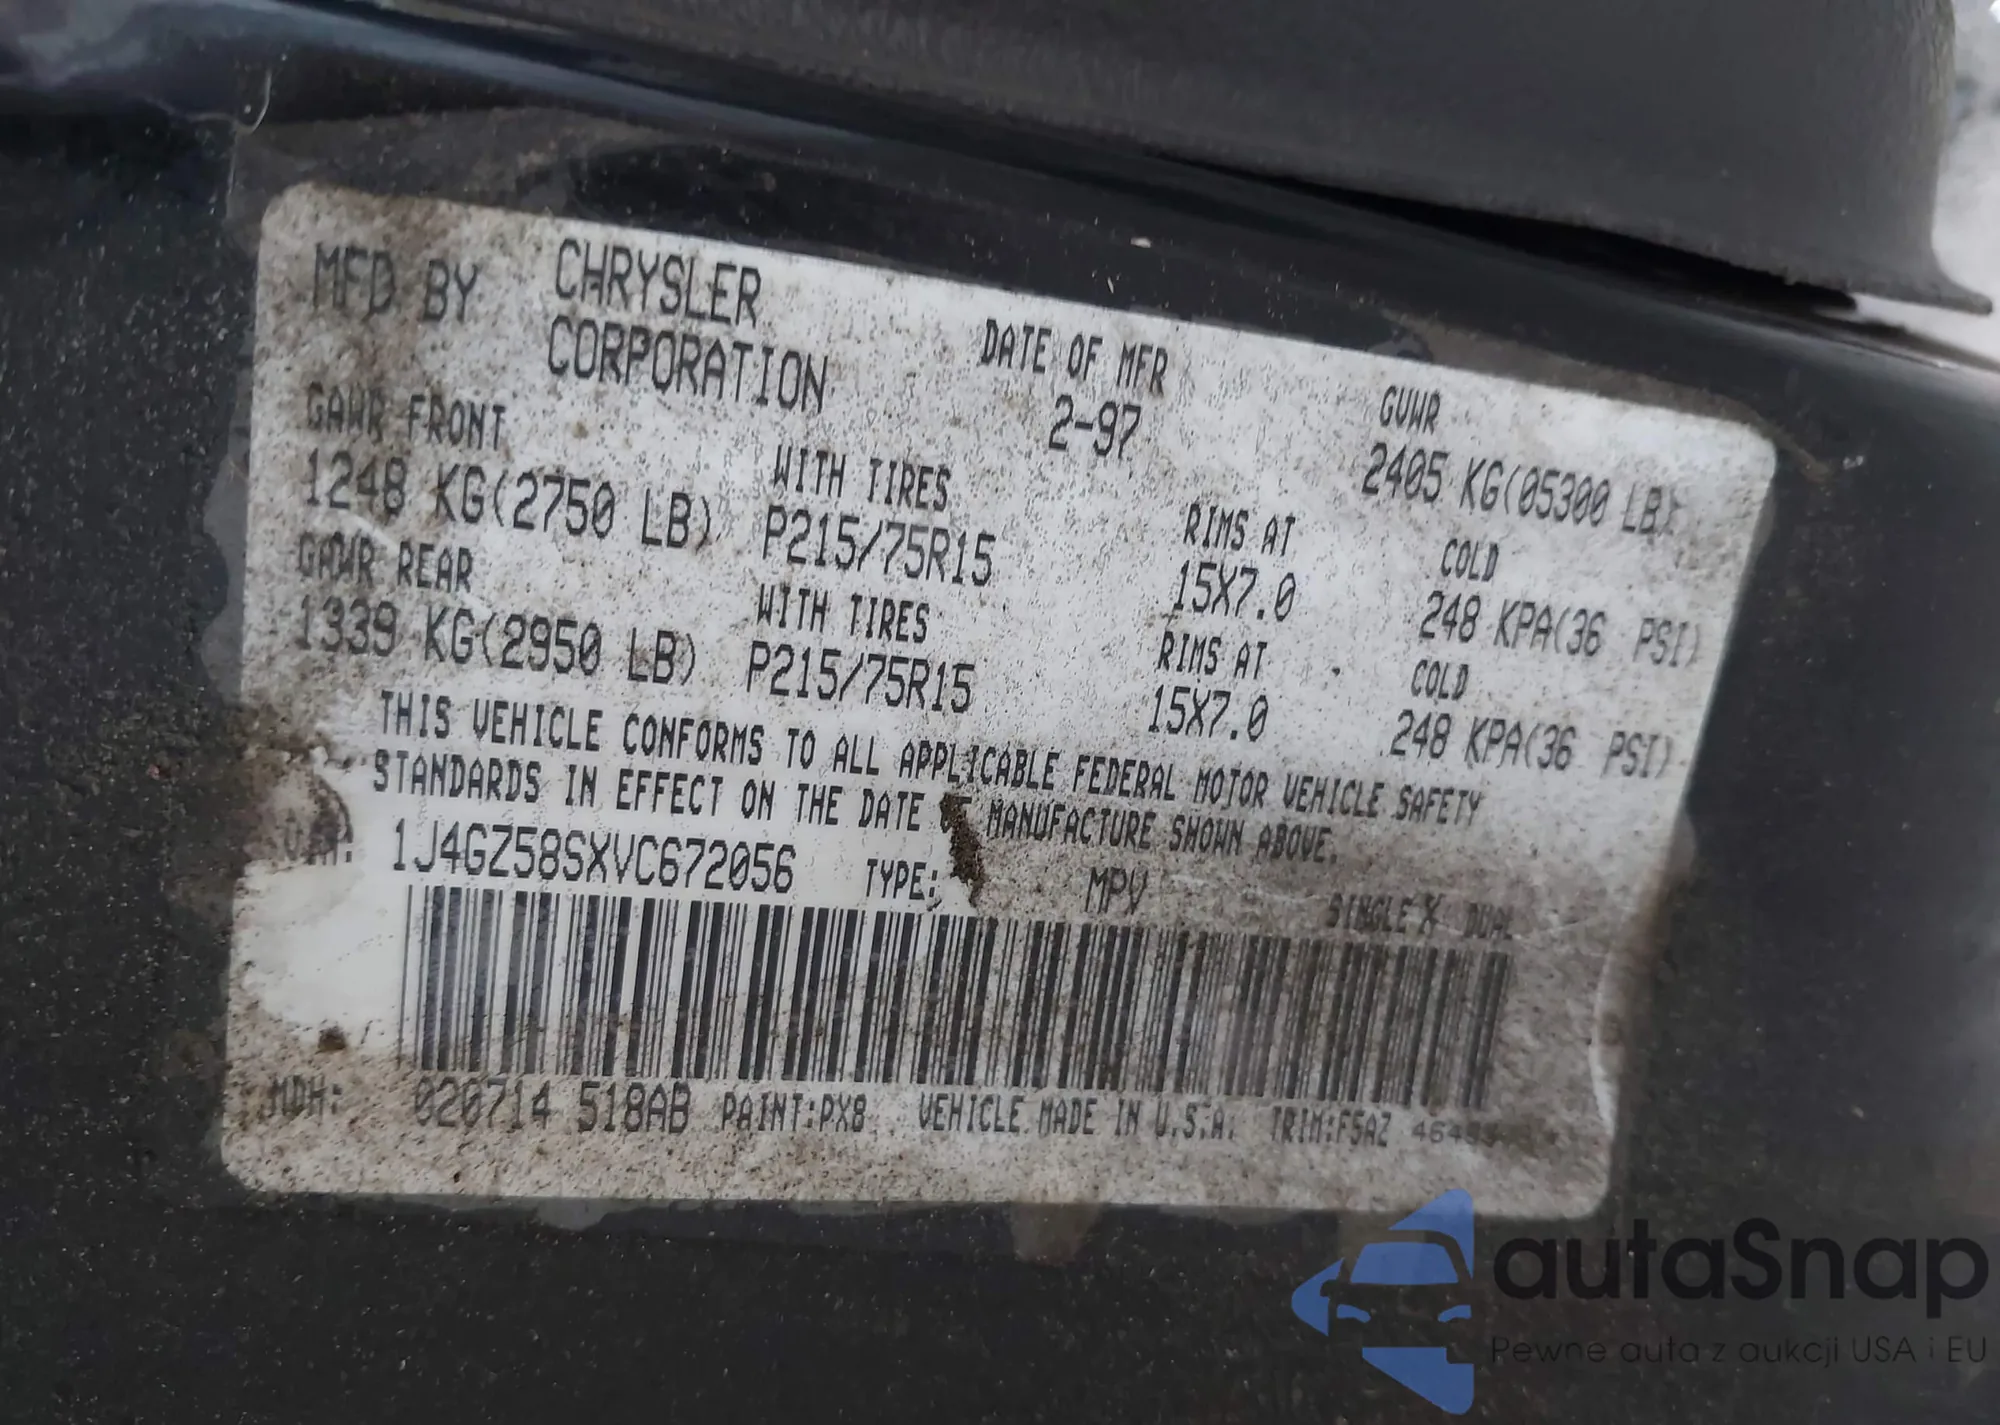 MFD BY CHRYSLER CORPORATION DATE OF MFR 2-97 GVWR 2405 KG(05300 LB)
GAWR FRONT WITH TIRES RIMS AT COLD
1248 KG(2750 LB) P215/75R15 15X7.0 248 KPA(36 PSI)
GAWR REAR WITH TIRES RIMS AT COLD
1339 KG(2950 LB) P215/75R15 15X7.0 248 KPA(36 PSI)
THIS VEHICLE CONFORMS TO ALL APPLICABLE FEDERAL MOTOR VEHICLE SAFETY
STANDARDS IN EFFECT ON THE DATE OF MANUFACTURE SHOWN ABOVE.
1J4GZ58SXVC672056 TYPE: MPV SINGLE X DUAL
MDH: 020714 518AB PAINT:PX8 VEHICLE MADE IN U.S.A. TRIM:F5AZ
autaSnap
Pewne auta z aukcji USA i EU